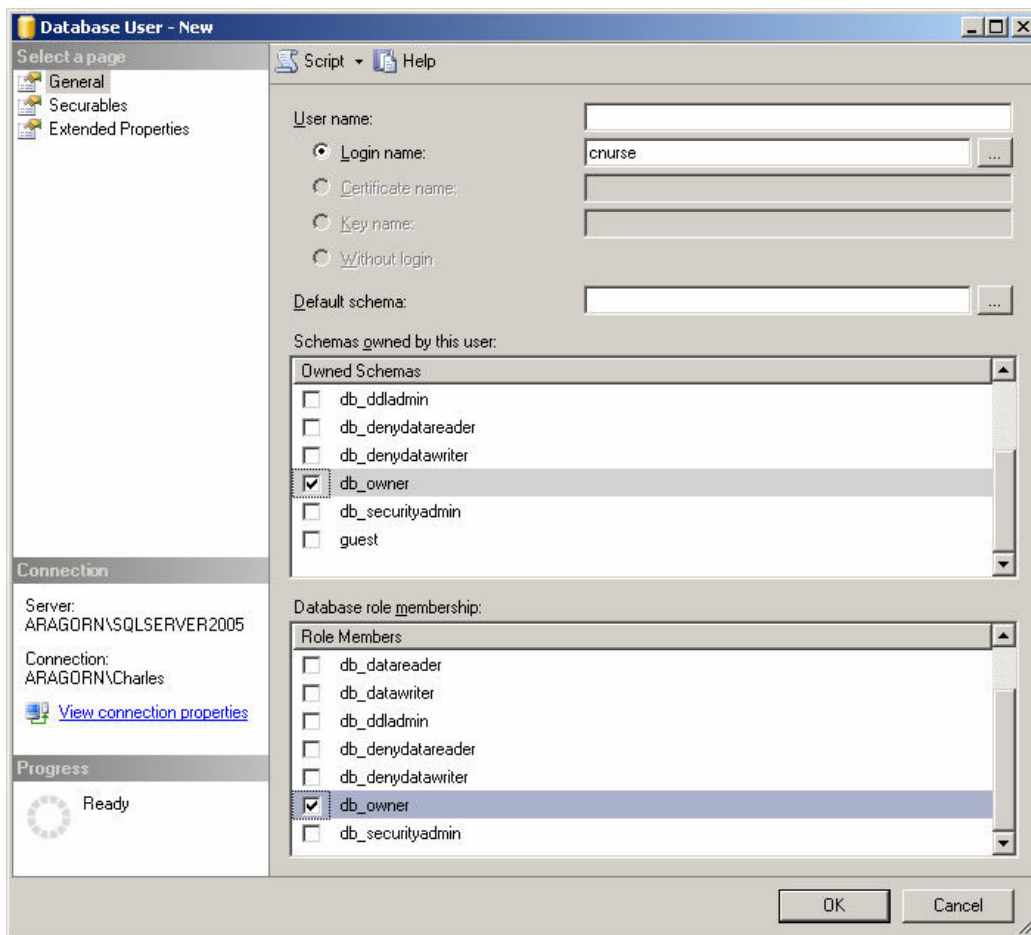 Database User - New
Select a page
General
Securables
Extended Properties
Script
Help
User name:
Login name:
cnurse
...
Certificate name:
Key name:
Without login
Default schema:
...
Schemas owned by this user:
Owned Schemas
db_ddladmin
db_denydatareader
db_denydatawriter
db_owner
db_securityadmin
guest
Connection
Server:
ARAGORN\SQLSERVER2005
Connection:
ARAGORN\Charles
View connection properties
Database role membership:
Role Members
db_datareader
db_datawriter
db_ddladmin
db_denydatareader
db_denydatawriter
db_owner
db_securityadmin
Progress
Ready
OK
Cancel